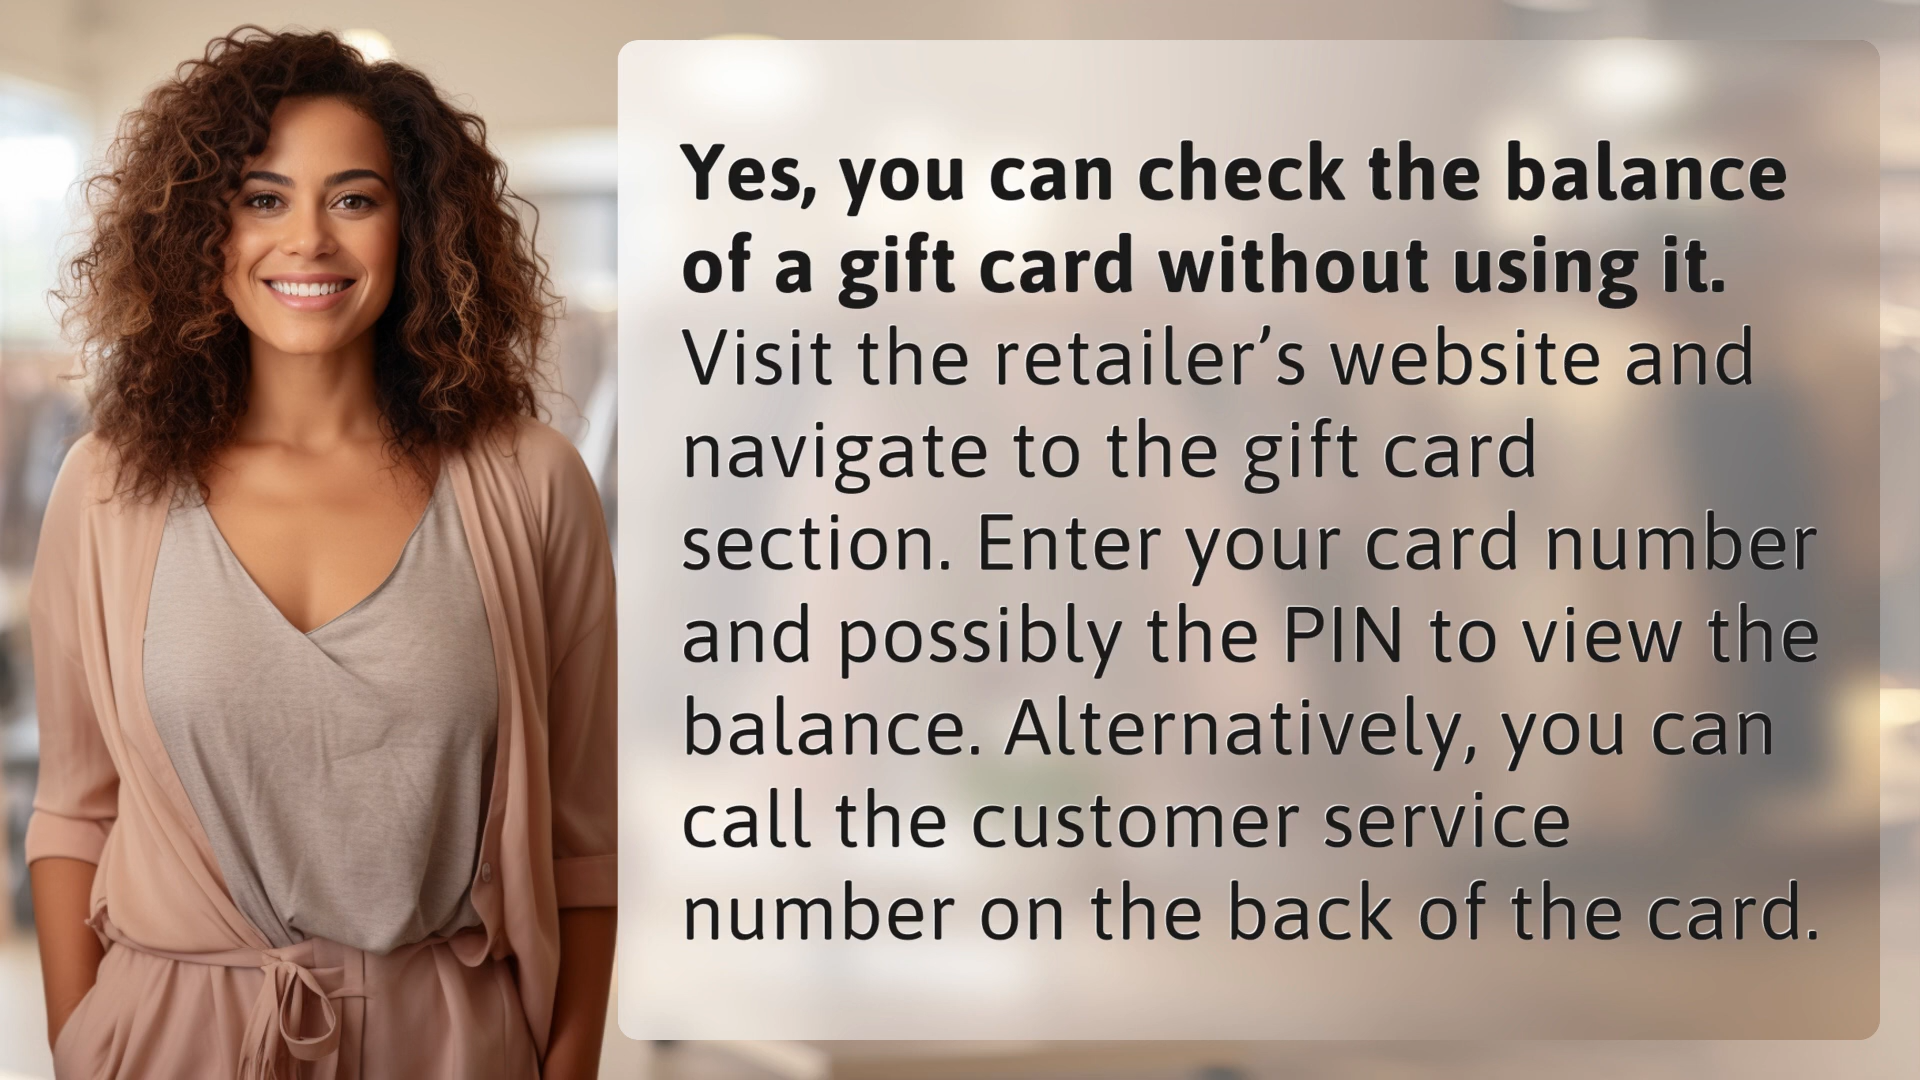 Yes, you can check the balance
of a gift card without using it.
Visit the retailer’s website and
navigate to the gift card
section. Enter your card number
and possibly the PIN to view the
balance. Alternatively, you can
call the customer service
number on the back of the card.